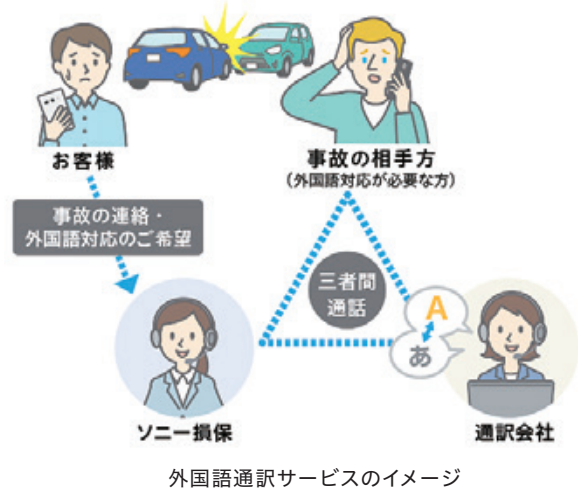 お客様
事故の相手方
(外国語対応が必要な方)
事故の連絡・
外国語対応のご希望
三者間
通話
A
あ
ソニー損保
通訳会社
外国語通訳サービスのイメージ